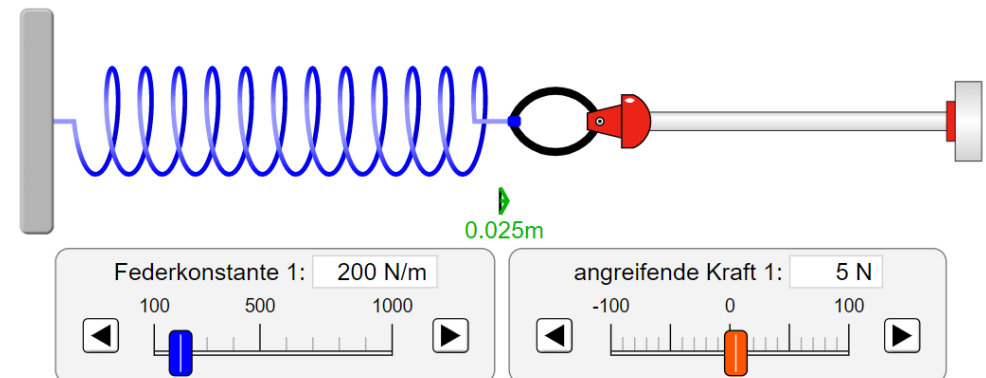 0.025m
Federkonstante 1: 200 N/m
100 500 1000
angreifende Kraft 1: 5 N
-100 0 100